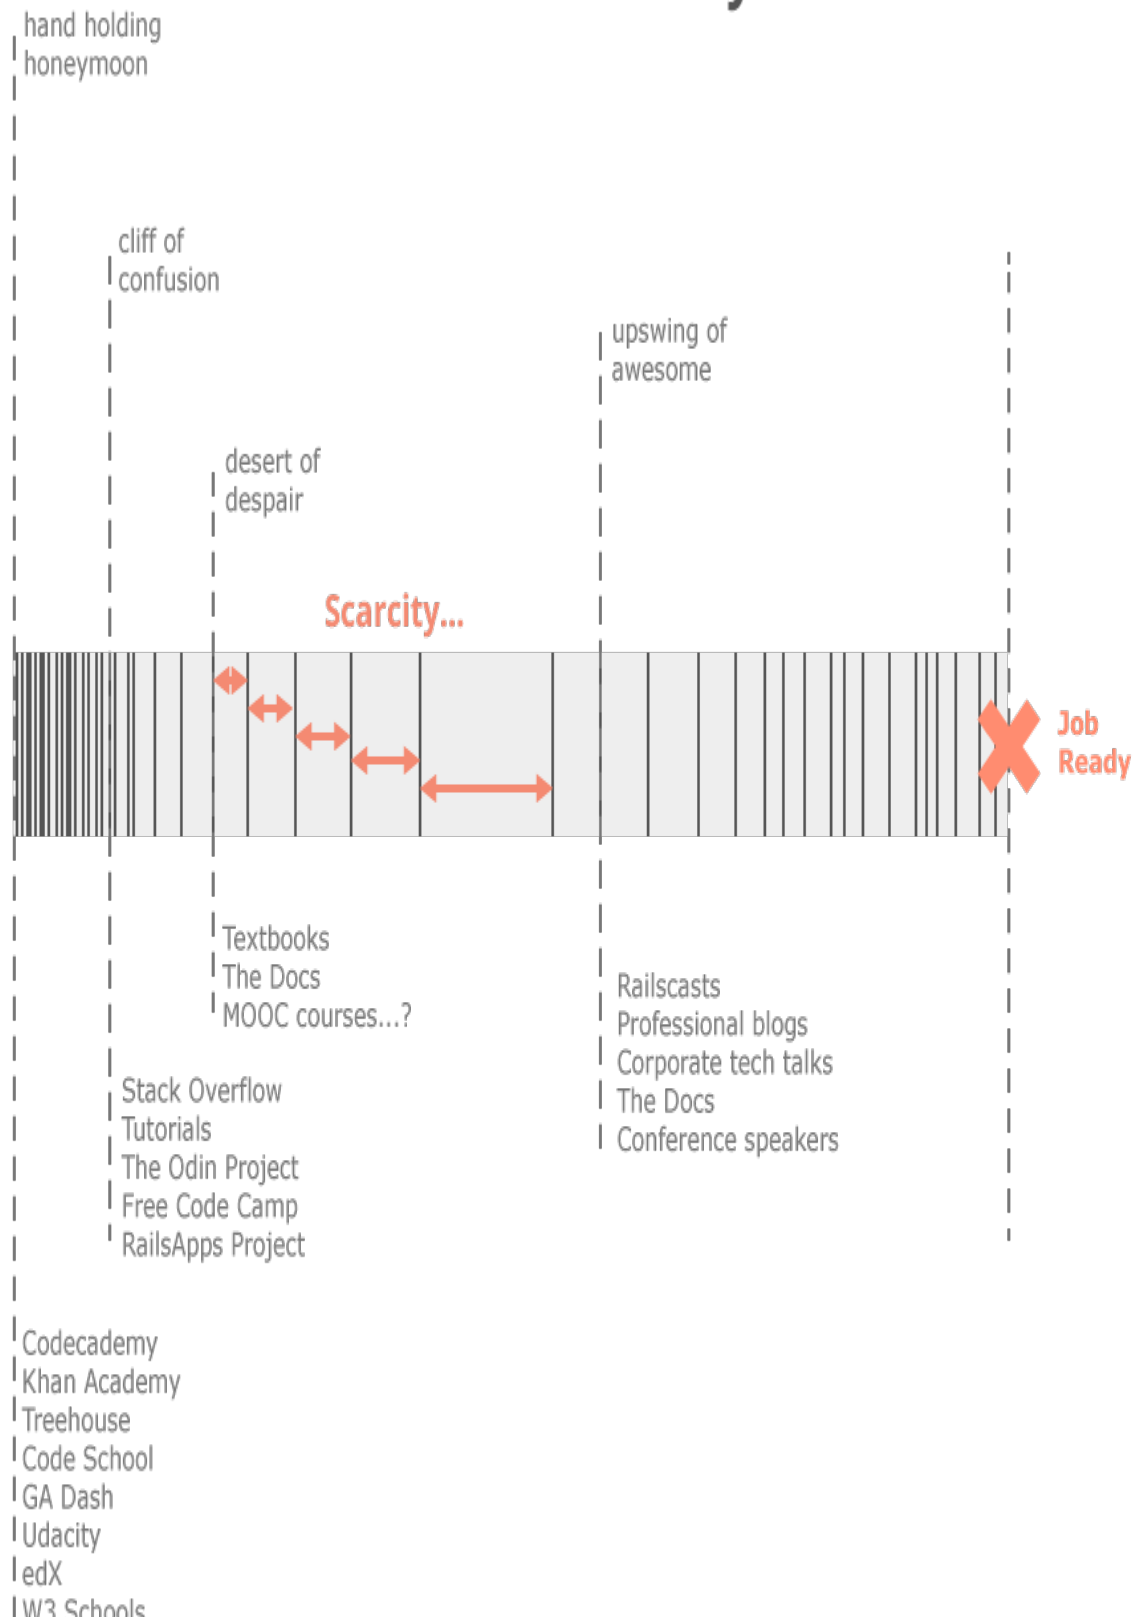 hand holding
honeymoon
cliff of
confusion
upswing of
awesome
desert of
despair
Scarcity...
Job
Ready
Textbooks
The Docs
MOOC courses...?
Railscasts
Professional blogs
Corporate tech talks
The Docs
Conference speakers
Stack Overflow
Tutorials
The Odin Project
Free Code Camp
RailsApps Project
Codecademy
Khan Academy
Treehouse
Code School
GA Dash
Udacity
edX
W3 Schools